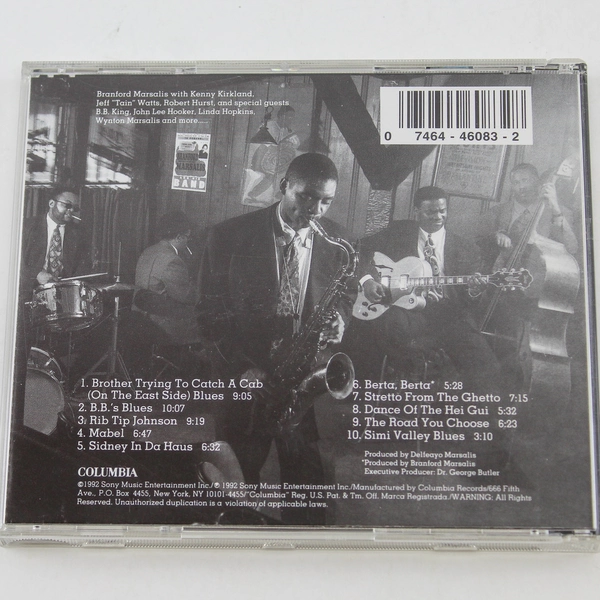 Branford Marsalis with Kenny Kirkland,
Jeff "Tain" Watts, Robert Hurst, and special guests
B.B. King, John Lee Hooker, Linda Hopkins,
Wynton Marsalis and more.....
0 7464-46083-2
BAND
1. Brother Trying To Catch A Cab
(On The East Side) Blues 9:05
2. B.B.'s Blues 10:07
3. Rib Tip Johnson 9:19
4. Mabel 6:47
5. Sidney In Da Haus 6:32
6. Berta, Berta* 5:28
7. Stretto From The Ghetto 7:15
8. Dance Of The Hei Gui 5:32
9. The Road You Choose 6:23
10. Simi Valley Blues 3:10
Produced by Delfeayo Marsalis
*Produced by Branford Marsalis
Executive Producer: Dr. George Butler
COLUMBIA
©1992 Sony Music Entertainment Inc./℗ 1992 Sony Music Entertainment Inc./Manufactured by Columbia Records/666 Fifth
Ave., P.O. Box 4455, New York, NY 10101-4455/"Columbia" Reg. U.S. Pat. & Tm. Off. Marca Registrada./WARNING: All Rights
Reserved. Unauthorized duplication is a violation of applicable laws.